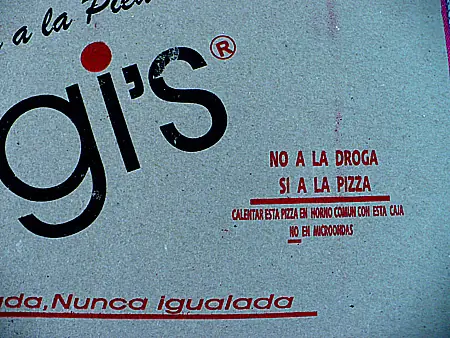 a la Pie
gi's ®
NO A LA DROGA
SI A LA PIZZA
CALENTAR ESTA PIZZA EN HORNO COMUN CON ESTA CAJA
NO EN MICROONDAS
ada, Nunca igualada